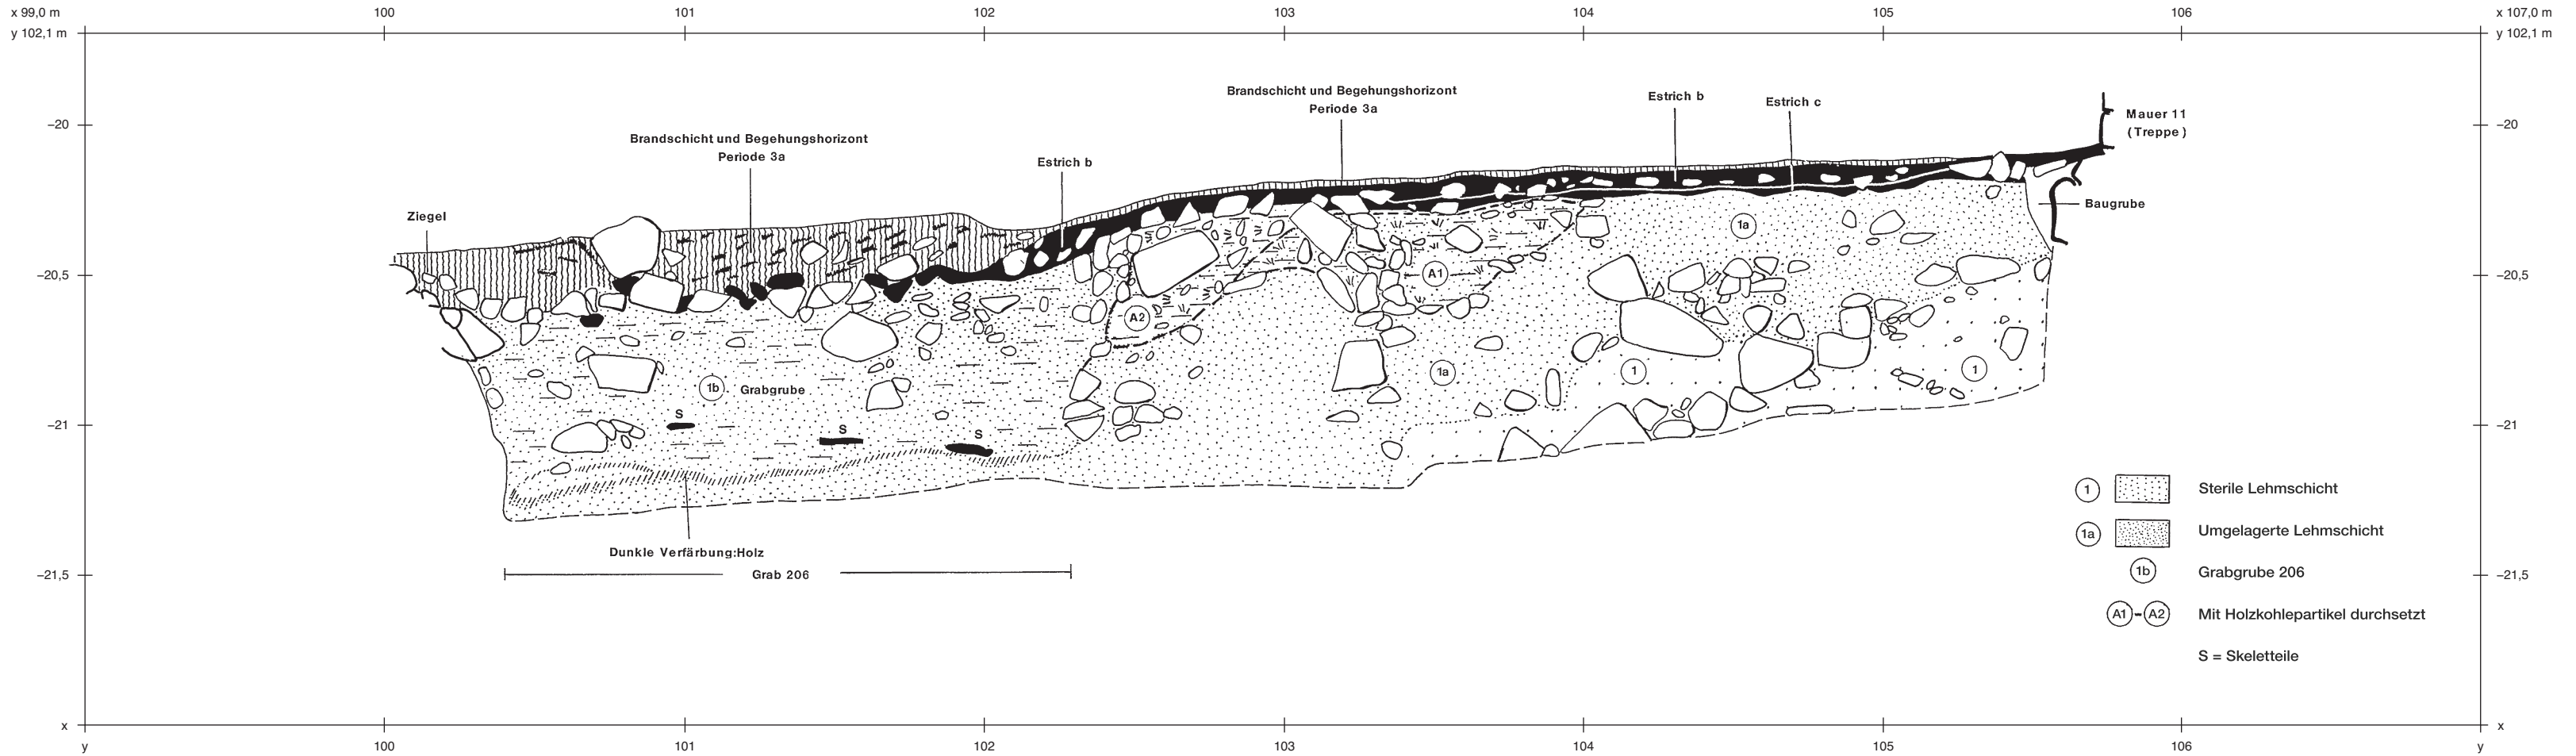 x 99,0 m 100 101 102 103 104 105 106 x 107,0 m
y 102,1 m y 102,1 m
Brandschicht und Begehungshorizont
Periode 3a
Estrich b
Estrich c
Mauer 11
(Treppe)
–20 –20
Brandschicht und Begehungshorizont
Periode 3a
Estrich b
Ziegel
Baugrube
1a
–20,5 A1 –20,5
A2
1b Grabgrube 1a 1 1
S
–21 S S –21
1 Sterile Lehmschicht
1a Umgelagerte Lehmschicht
Dunkle Verfärbung:Holz
–21,5 Grab 206 –21,5
1b Grabgrube 206
A1 - A2 Mit Holzkohlepartikel durchsetzt
S = Skeletteile
x x
y 100 101 102 103 104 105 106 y